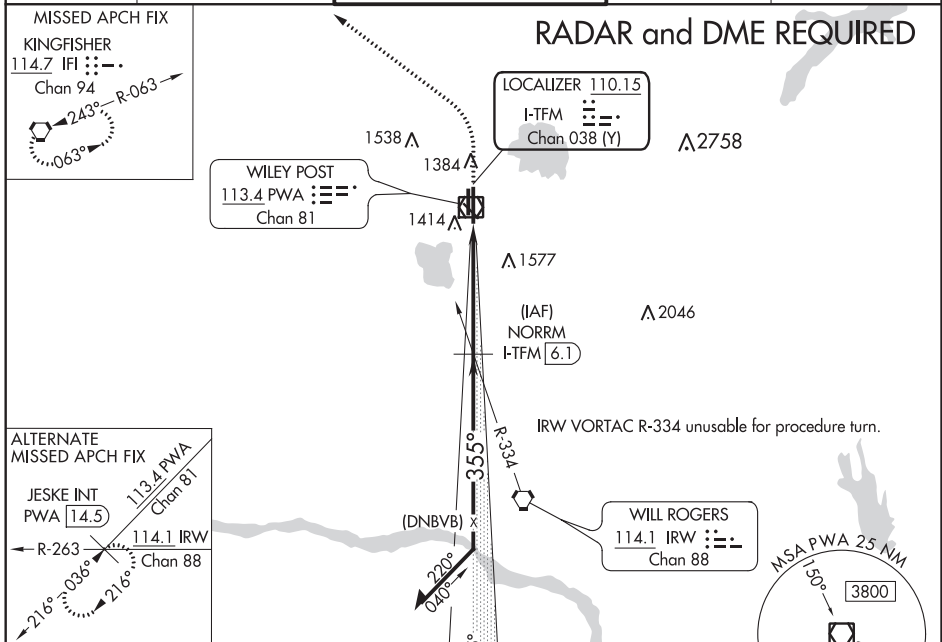 MISSED APCH FIX
KINGFISHER
114.7 IFI
Chan 94
R-063
243°
063°
RADAR and DME REQUIRED
LOCALIZER 110.15
I-TFM
Chan 038 (Y)
1538
1384
2758
WILEY POST
113.4 PWA
Chan 81
1414
1577
(IAF)
NORRM
I-TFM 6.1
2046
IRW VORTAC R-334 unusable for procedure turn.
R-334
355°
ALTERNATE
MISSED APCH FIX
JESKE INT
PWA 14.5
113.4 PWA
Chan 81
114.1 IRW
Chan 88
R-263
036°
216°
216°
(DNBVB) X
220°
040°
WILL ROGERS
114.1 IRW
Chan 88
MSA PWA 25 NM
150°
3800